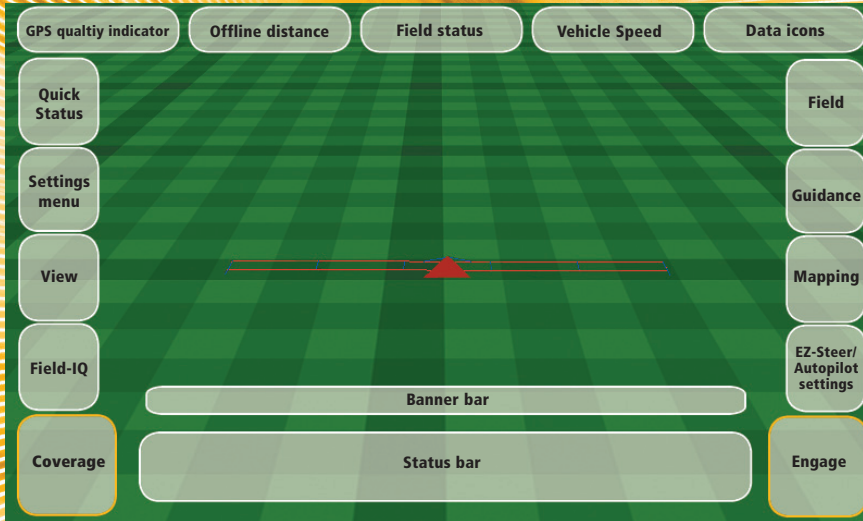 GPS qualtiy indicator
Offline distance
Field status
Vehicle Speed
Data icons
Quick
Status
Field
Settings
menu
Guidance
View
Mapping
Field-IQ
EZ-Steer/
Autopilot
settings
Banner bar
Coverage
Status bar
Engage